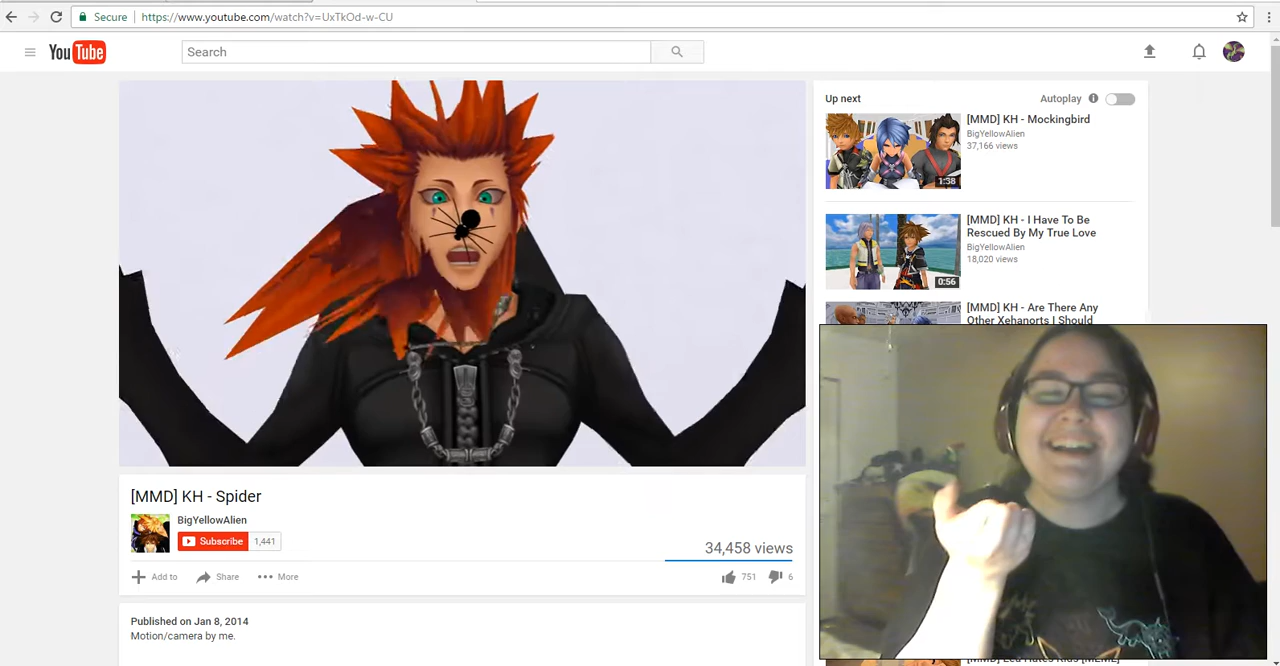 Secure https://www.youtube.com/watch?v=UxTkOd-w-CU
YouTube
Search
Up next
Autoplay
[MMD] KH - Mockingbird
BigYellowAlien
37,166 views
1:38
[MMD] KH - I Have To Be
Rescued By My True Love
BigYellowAlien
18,020 views
0:56
[MMD] KH - Are There Any
Other Xehanorts I Should
[MMD] KH - Spider
BigYellowAlien
Subscribe 1,441
34,458 views
Add to Share More
751 6
Published on Jan 8, 2014
Motion/camera by me.